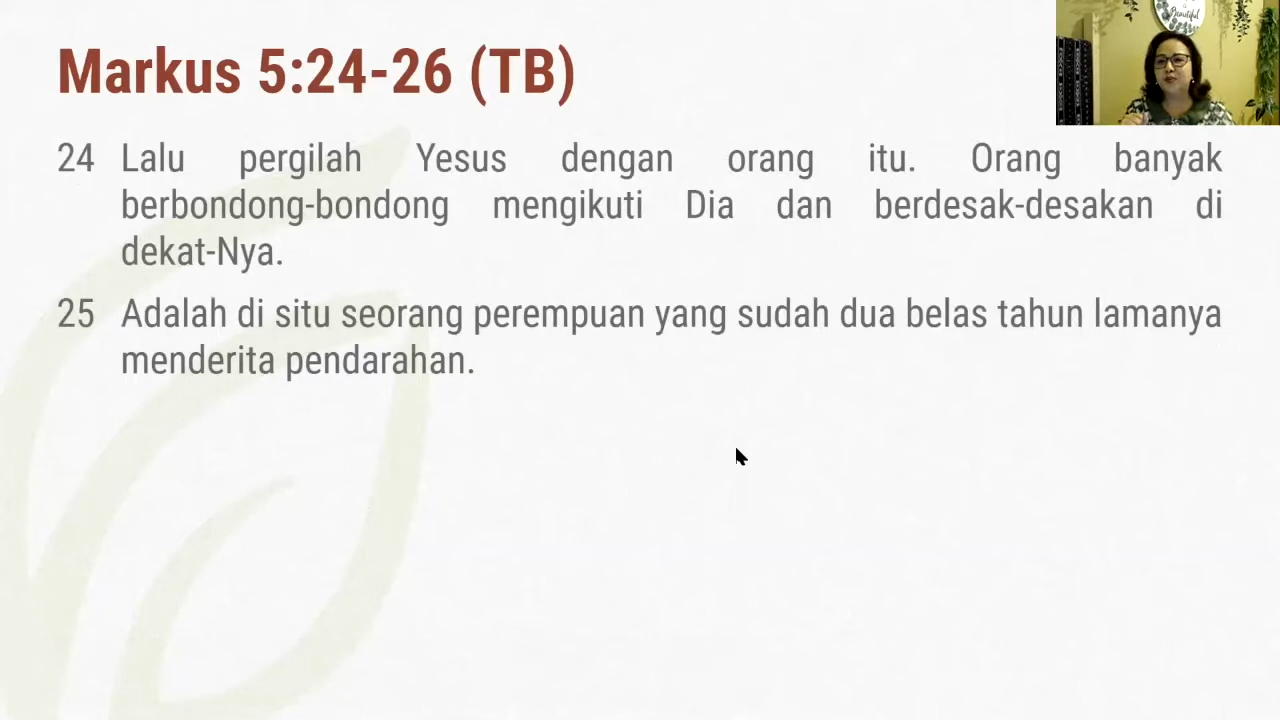 Markus 5:24-26 (TB)
Beautiful
24 Lalu pergilah Yesus dengan orang itu. Orang banyak
berbondong-bondong mengikuti Dia dan berdesak-desakan di
dekat-Nya.
25 Adalah di situ seorang perempuan yang sudah dua belas tahun lamanya
menderita pendarahan.